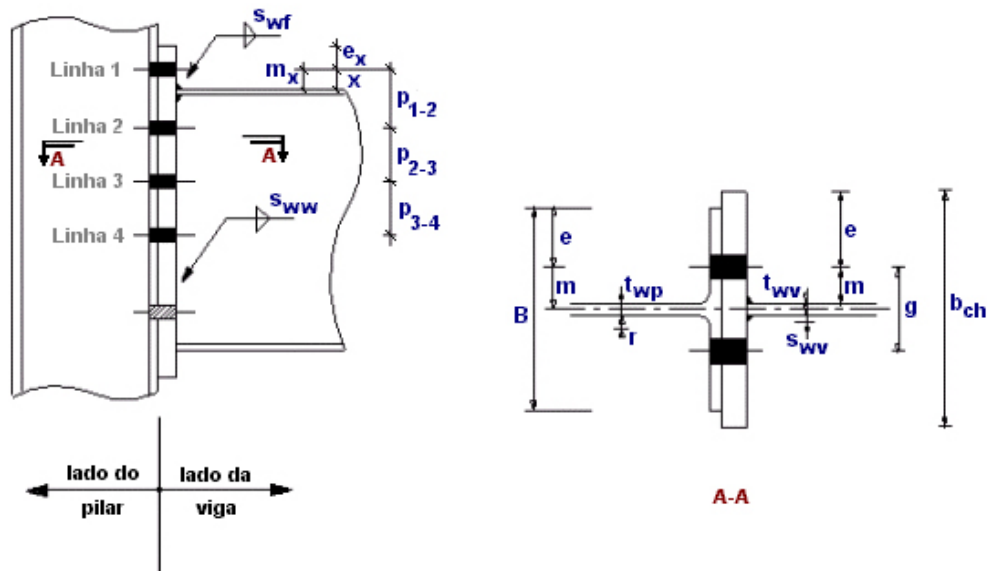 s_wf
Linha 1
m_x
e_x
x
p_1-2
Linha 2
A
A
p_2-3
Linha 3
s_ww
p_3-4
Linha 4
lado do
pilar
lado da
viga
B
e
m
t_wp
r
t_wv
s_wv
e
m
g
b_ch
A-A